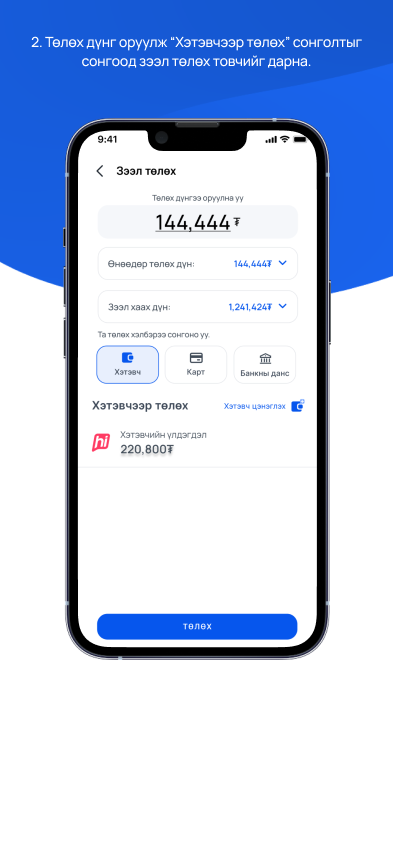 2. Төлөх дүнг оруулж “Хэтэвчээр төлөх” сонголтыг
сонгоод зээл төлөх товчийг дарна.
9:41
Зээл төлөх
Төлөх дүнгээ оруулна уу
144,444₮
Өнөөдөр төлөх дүн: 144,444₮
Зээл хаах дүн: 1,241,424₮
Та төлөх хэлбэрээ сонгоно уу.
Хэтэвч Карт Банкны данс
Хэтэвчээр төлөх Хэтэвч цэнэглэх
hi
Хэтэвчийн үлдэгдэл
220,800₮
ТӨЛӨХ